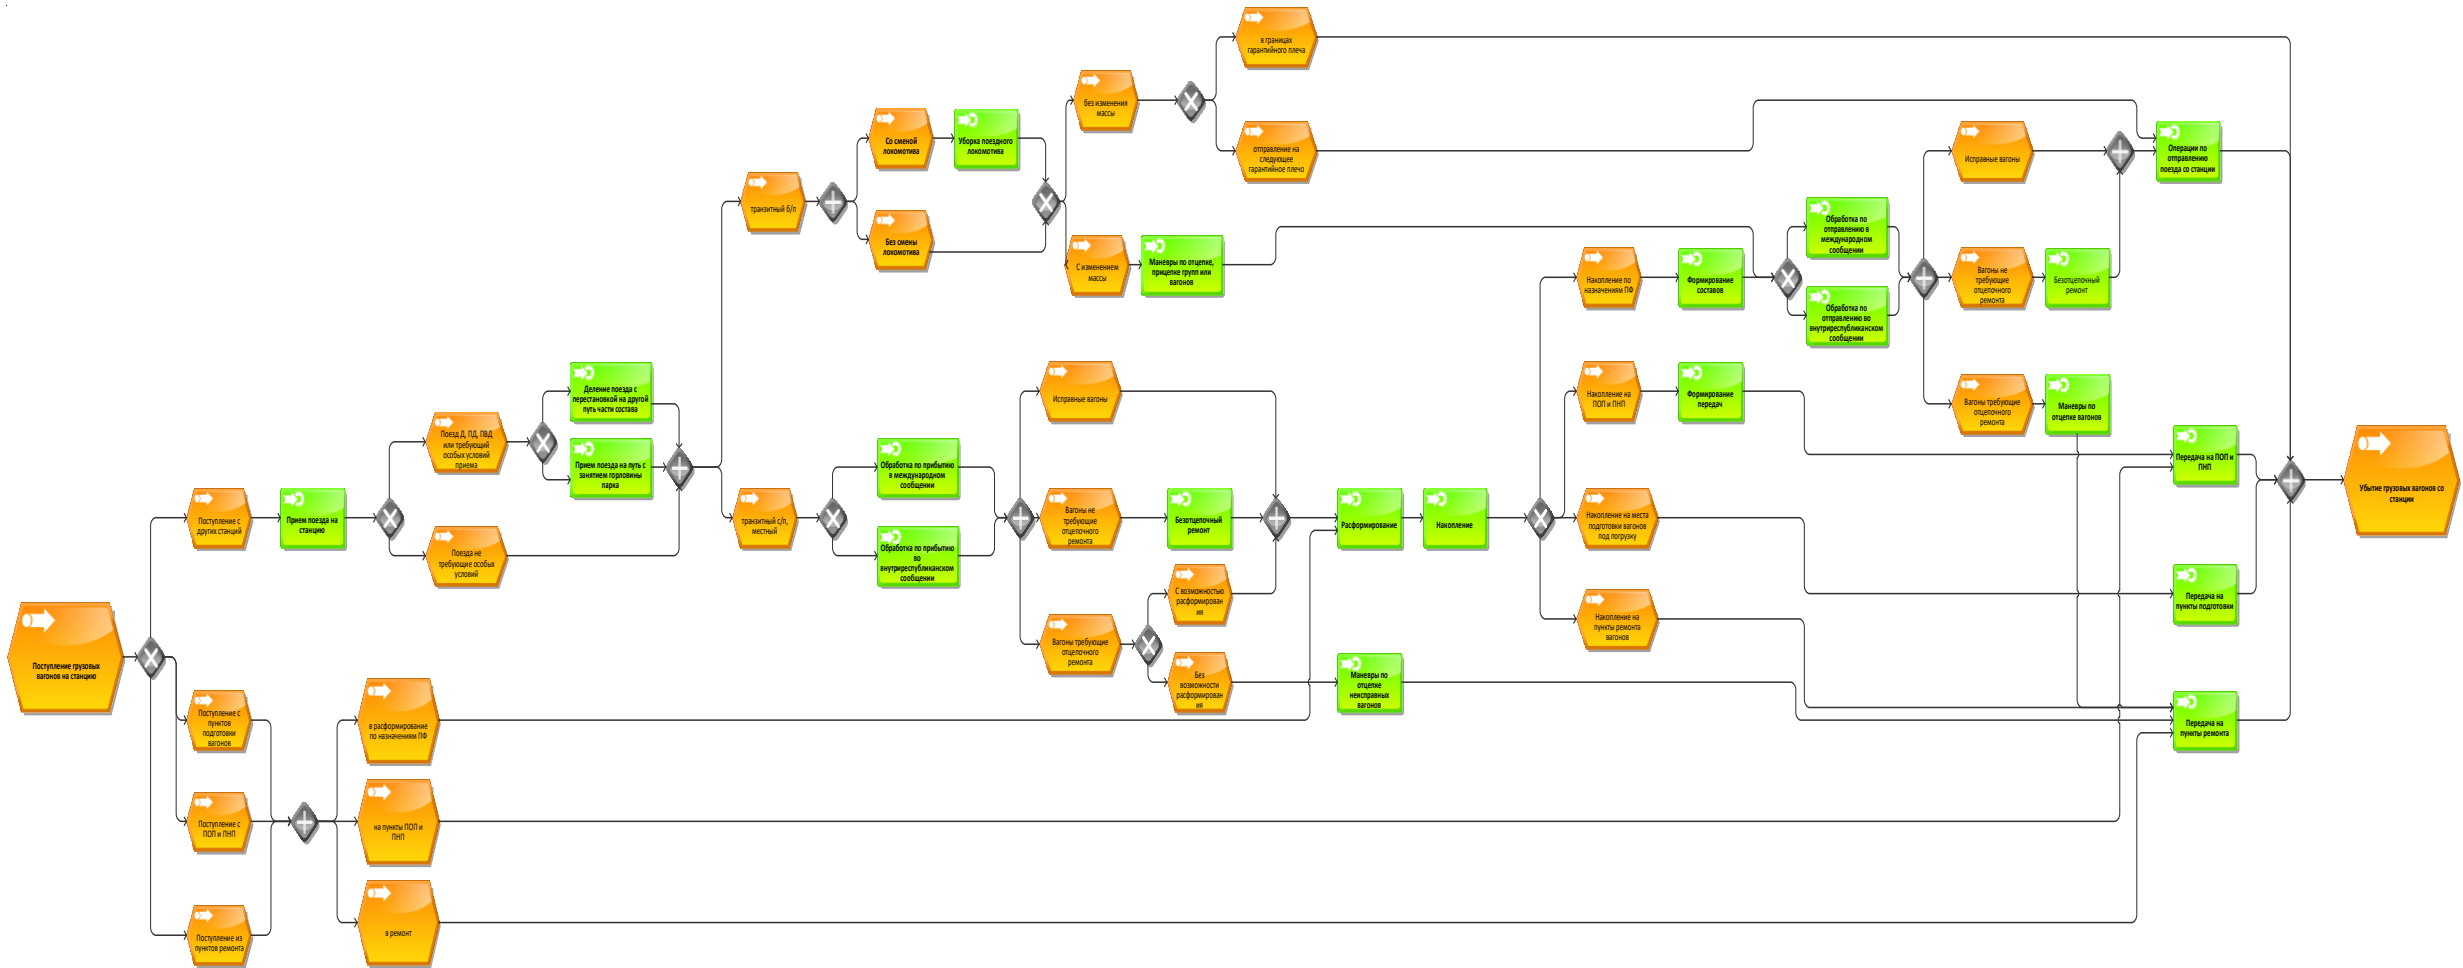 в границах
гарантийного плеча
без изменения
массы
Со сменой
локомотива
Уборка поездного
локомотива
отправление на
следующее
гарантийное плечо
Исправные вагоны
Операции по
отправлению
поезда со станции
транзитный б/п
Без смены
локомотива
С изменением
массы
Маневры по отцепке,
прицепке групп или
вагонов
Обработка по
отправлению в
международном
сообщении
Накопление по
назначениям ПФ
Формирование
составов
Обработка по
отправлению во
внутриреспубликанском
сообщении
Вагоны не
требующие
отцепочного
ремонта
Безотцепочный
ремонт
Деление поезда с
перестановкой на другой
путь части состава
Исправные вагоны
Накопление на
ПОП и ПНП
Формирование
передач
Вагоны требующие
отцепочного
ремонта
Маневры по
отцепке вагонов
Поезд Д, ПД, ПВД
или требующий
особых условий
приема
Прием поезда на путь с
занятием горловины
парка
Обработка по прибытию
в международном
сообщении
Передача на ПОП и
ПНП
Убытие грузовых вагонов со
станции
Поступление с
других станций
Прием поезда на
станцию
транзитный с/п,
местный
Вагоны не
требующие
отцепочного
ремонта
Безотцепочный
ремонт
Расформирование
Накопление
Накопление на места
подготовки вагонов
под погрузку
Поезда не
требующие особых
условий
Обработка по прибытию
во
внутриреспубликанском
сообщении
С возможностью
расформирован
ия
Передача на
пункты подготовки
Накопление на
пункты ремонта
вагонов
Вагоны требующие
отцепочного
ремонта
Поступление грузовых
вагонов на станцию
Без
возможности
расформирован
ия
Маневры по
отцепке
неисправных
вагонов
Поступление с
пунктов
подготовки
вагонов
в расформирование
по назначениям ПФ
Передача на
пункты ремонта
Поступление с
ПОП и ПНП
на пункты ПОП и
ПНП
Поступление из
пунктов ремонта
в ремонт